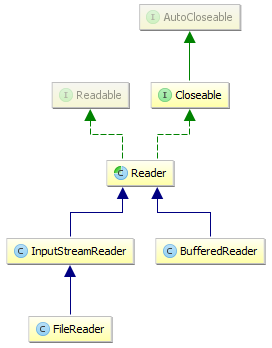 I AutoCloseable
I Readable
I Closeable
C Reader
C InputStreamReader
C BufferedReader
C FileReader